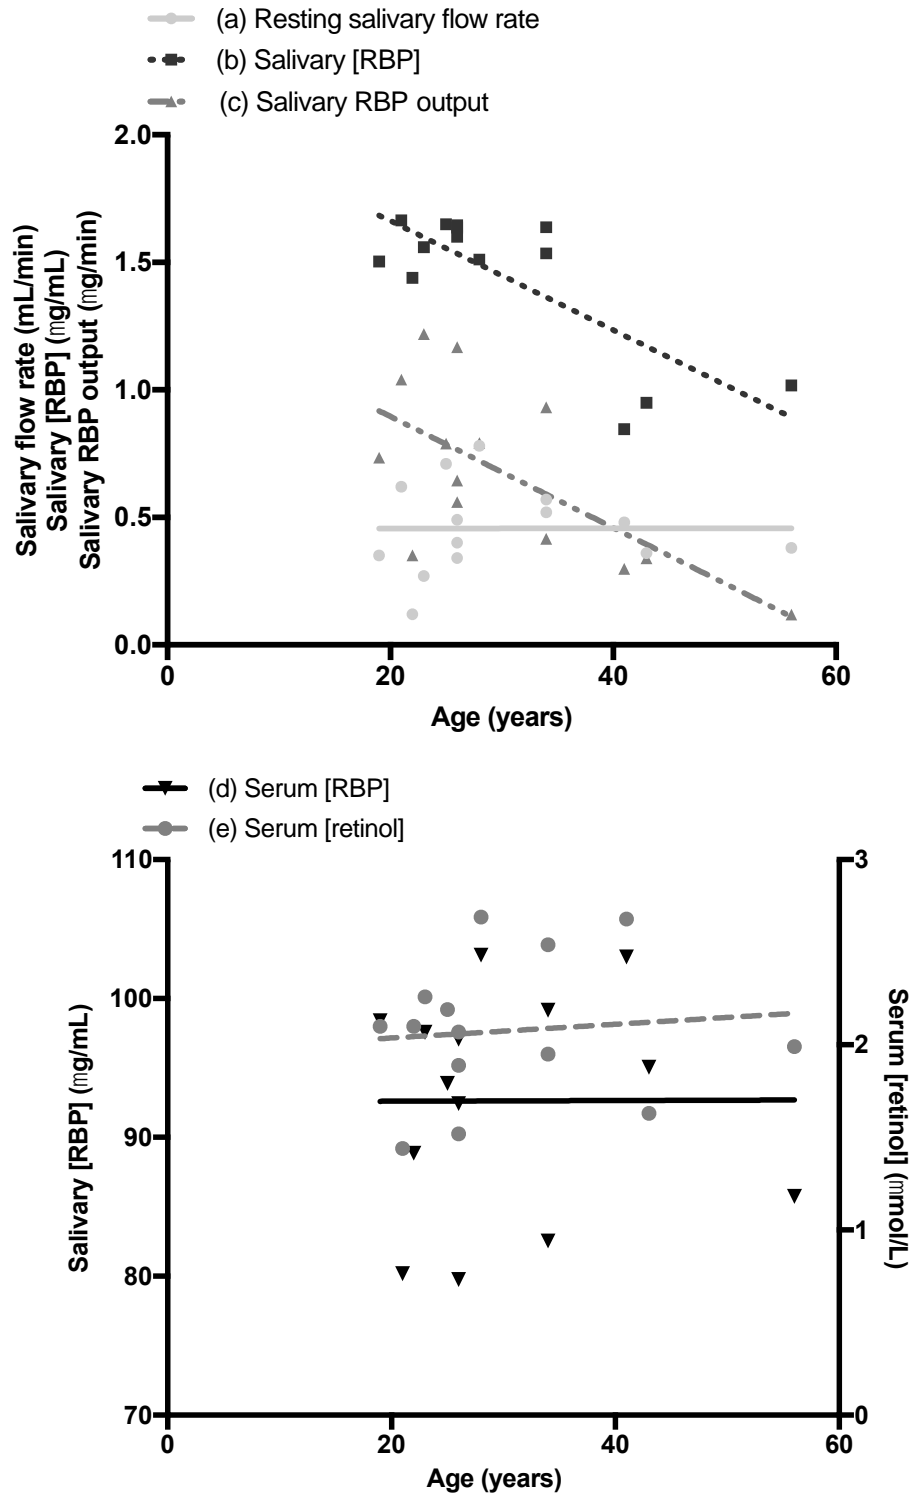 (a) Resting salivary flow rate
(b) Salivary [RBP]
(c) Salivary RBP output
Salivary flow rate (mL/min)
Salivary [RBP] (mg/mL)
Salivary RBP output (mg/min)
2.0
1.5
1.0
0.5
0.0
0 20 40 60
Age (years)
(d) Serum [RBP]
(e) Serum [retinol]
Salivary [RBP] (mg/mL)
110
100
90
80
70
3
2
1
0
Serum [retinol] (mmol/L)
0 20 40 60
Age (years)